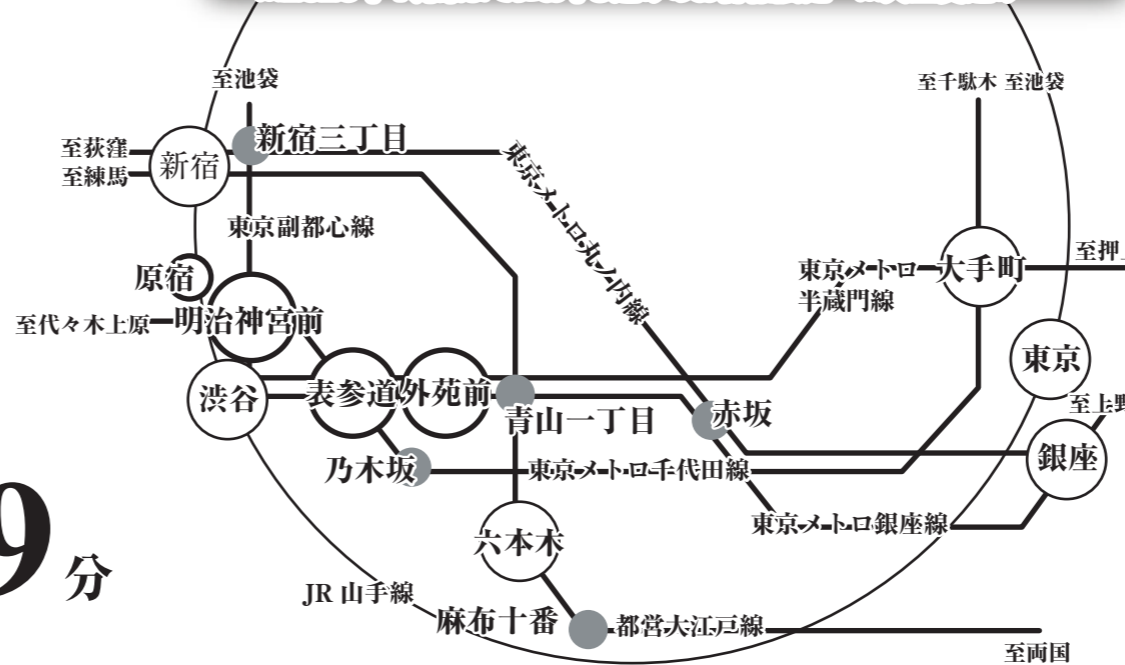 至池袋
至千駄木 至池袋
新宿三丁目
至荻窪
新宿
至練馬
東京メトロ丸ノ内線
東京副都心線
原宿
東京メトロ
半蔵門線
大手町
至押上
至代々木上原
明治神宮前
東京
渋谷
表参道
外苑前
青山一丁目
赤坂
至上野
銀座
乃木坂
東京メトロ千代田線
9分
六本木
東京メトロ銀座線
JR 山手線
麻布十番
都営大江戸線
至両国